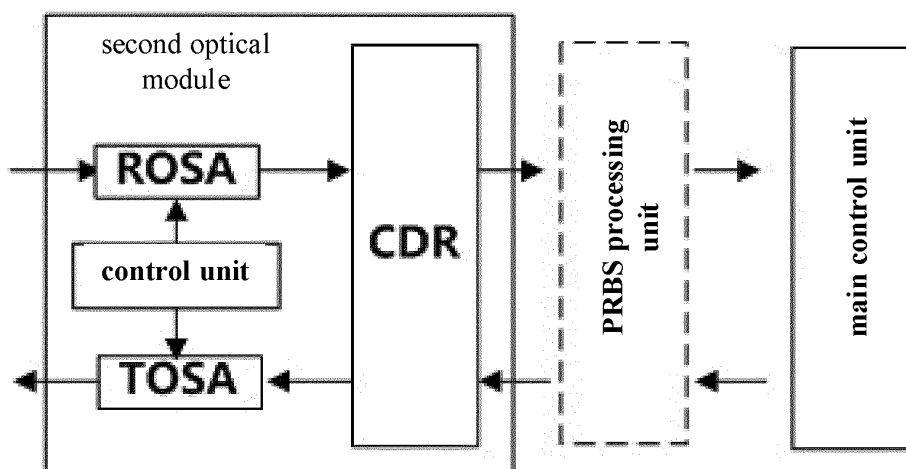 second optical
module
ROSA
control unit
TOSA
CDR
PRBS processing
unit
main control unit